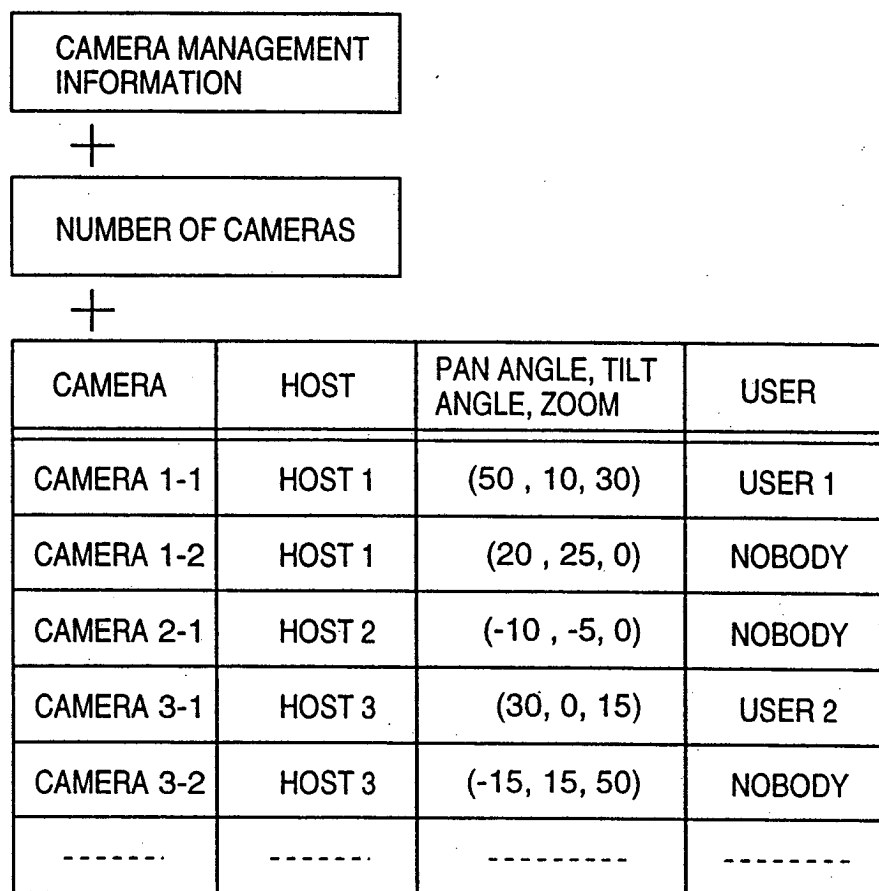 CAMERA MANAGEMENT
INFORMATION
+
NUMBER OF CAMERAS
+
CAMERA HOST PAN ANGLE, TILT ANGLE, ZOOM USER
CAMERA 1-1 HOST 1 (50 , 10, 30) USER 1
CAMERA 1-2 HOST 1 (20 , 25, 0) NOBODY
CAMERA 2-1 HOST 2 (-10 , -5, 0) NOBODY
CAMERA 3-1 HOST 3 (30, 0, 15) USER 2
CAMERA 3-2 HOST 3 (-15, 15, 50) NOBODY
------- ------- --------- --------